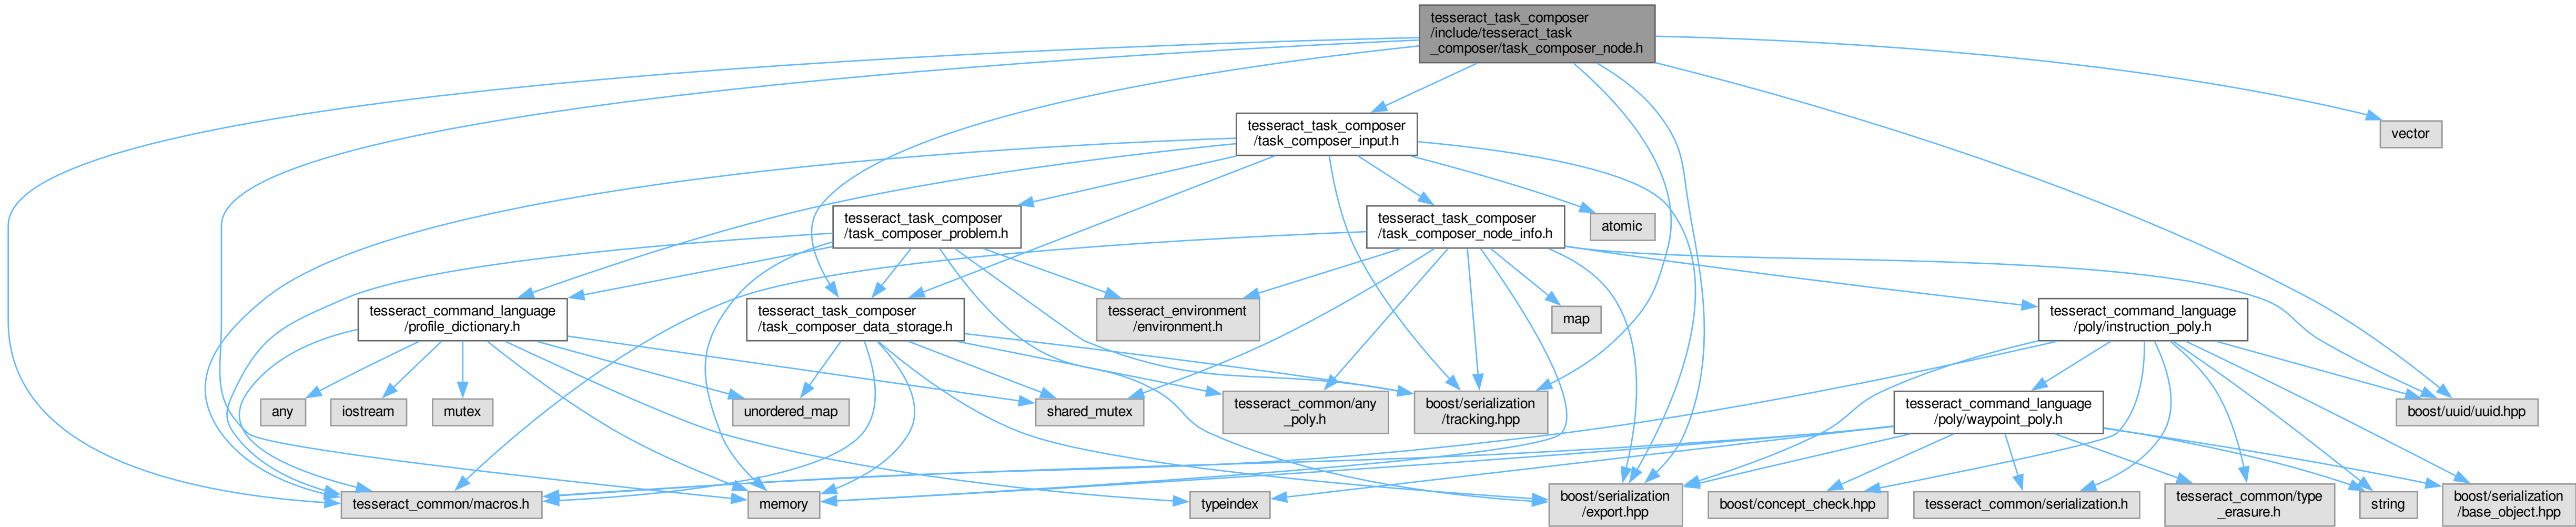 tesseract_task_composer
/include/tesseract_task
_composer/task_composer_node.h
tesseract_task_composer
/task_composer_input.h
vector
tesseract_task_composer
/task_composer_problem.h
tesseract_task_composer
/task_composer_node_info.h
atomic
tesseract_command_language
/profile_dictionary.h
tesseract_task_composer
/task_composer_data_storage.h
tesseract_environment
/environment.h
map
tesseract_command_language
/poly/instruction_poly.h
any
iostream
mutex
unordered_map
shared_mutex
tesseract_common/any
_poly.h
boost/serialization
/tracking.hpp
tesseract_command_language
/poly/waypoint_poly.h
boost/uuid/uuid.hpp
tesseract_common/macros.h
memory
typeindex
boost/serialization
/export.hpp
boost/concept_check.hpp
tesseract_common/serialization.h
tesseract_common/type
_erasure.h
string
boost/serialization
/base_object.hpp